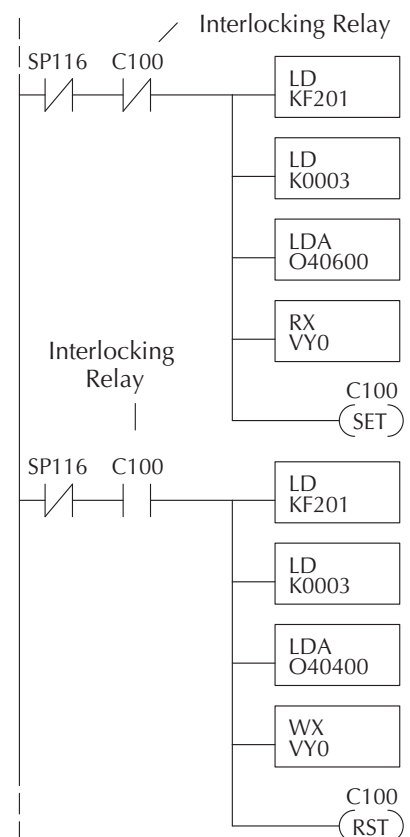 Interlocking Relay
SP116 C100
LD
KF201
LD
K0003
LDA
O40600
RX
VY0
C100
SET
Interlocking
Relay
SP116 C100
LD
KF201
LD
K0003
LDA
O40400
WX
VY0
C100
RST